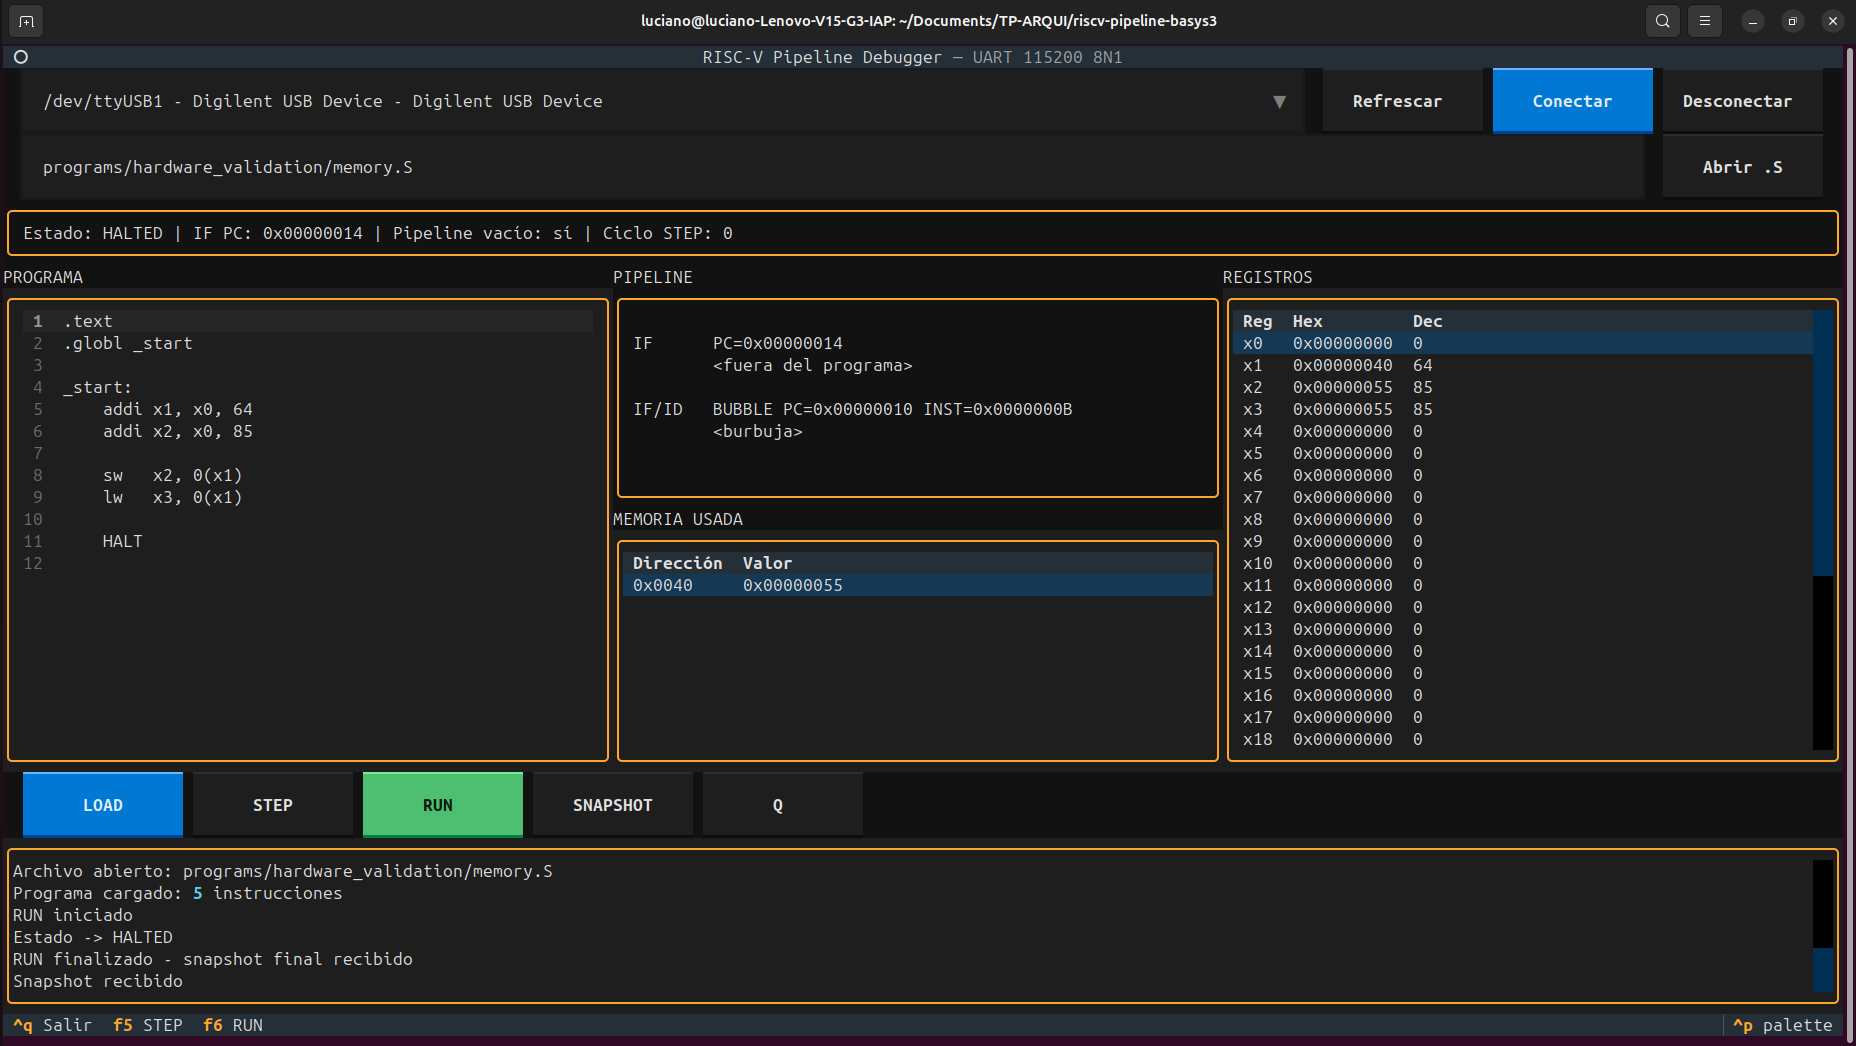 luciano@luciano-Lenovo-V15-G3-IAP: ~/Documents/TP-ARQUI/riscv-pipeline-basys3
RISC-V Pipeline Debugger — UART 115200 8N1
/dev/ttyUSB1 - Digilent USB Device - Digilent USB Device ▼
Refrescar
Conectar
Desconectar
programs/hardware_validation/memory.S
Abrir .S
Estado: HALTED | IF PC: 0x00000014 | Pipeline vacío: sí | Ciclo STEP: 0
PROGRAMA
1 .text
2 .globl _start
3
4 _start:
5 addi x1, x0, 64
6 addi x2, x0, 85
7
8 sw x2, 0(x1)
9 lw x3, 0(x1)
10
11 HALT
12
PIPELINE
IF PC=0x00000014
<fuera del programa>
IF/ID BUBBLE PC=0x00000010 INST=0x0000000B
<burbuja>
MEMORIA USADA
Dirección Valor
0x0040 0x00000055
REGISTROS
Reg Hex Dec
x0 0x00000000 0
x1 0x00000040 64
x2 0x00000055 85
x3 0x00000055 85
x4 0x00000000 0
x5 0x00000000 0
x6 0x00000000 0
x7 0x00000000 0
x8 0x00000000 0
x9 0x00000000 0
x10 0x00000000 0
x11 0x00000000 0
x12 0x00000000 0
x13 0x00000000 0
x14 0x00000000 0
x15 0x00000000 0
x16 0x00000000 0
x17 0x00000000 0
x18 0x00000000 0
LOAD
STEP
RUN
SNAPSHOT
Q
Archivo abierto: programs/hardware_validation/memory.S
Programa cargado: 5 instrucciones
RUN iniciado
Estado -> HALTED
RUN finalizado - snapshot final recibido
Snapshot recibido
^q Salir f5 STEP f6 RUN
^p palette